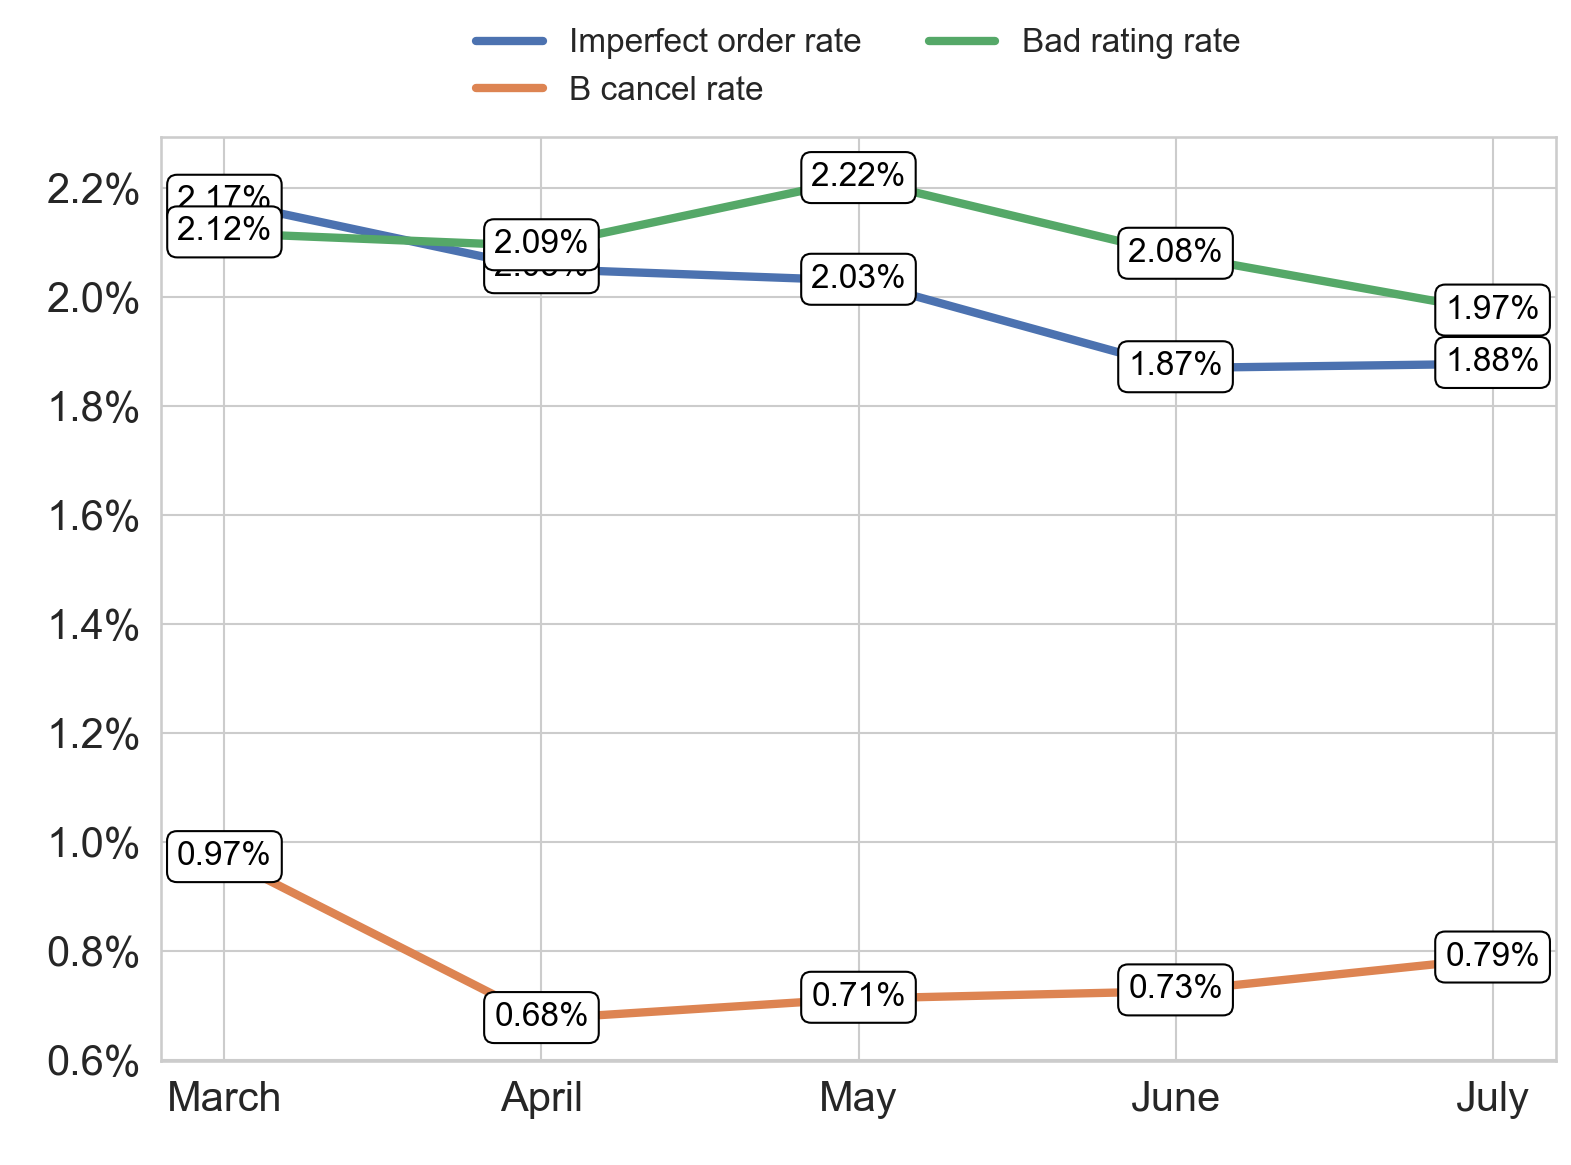 Imperfect order rate
Bad rating rate
B cancel rate
2.2%
2.0%
1.8%
1.6%
1.4%
1.2%
1.0%
0.8%
0.6%
2.17%
2.12%
2.09%
2.22%
2.03%
2.08%
1.87%
1.97%
1.88%
0.97%
0.68%
0.71%
0.73%
0.79%
March
April
May
June
July